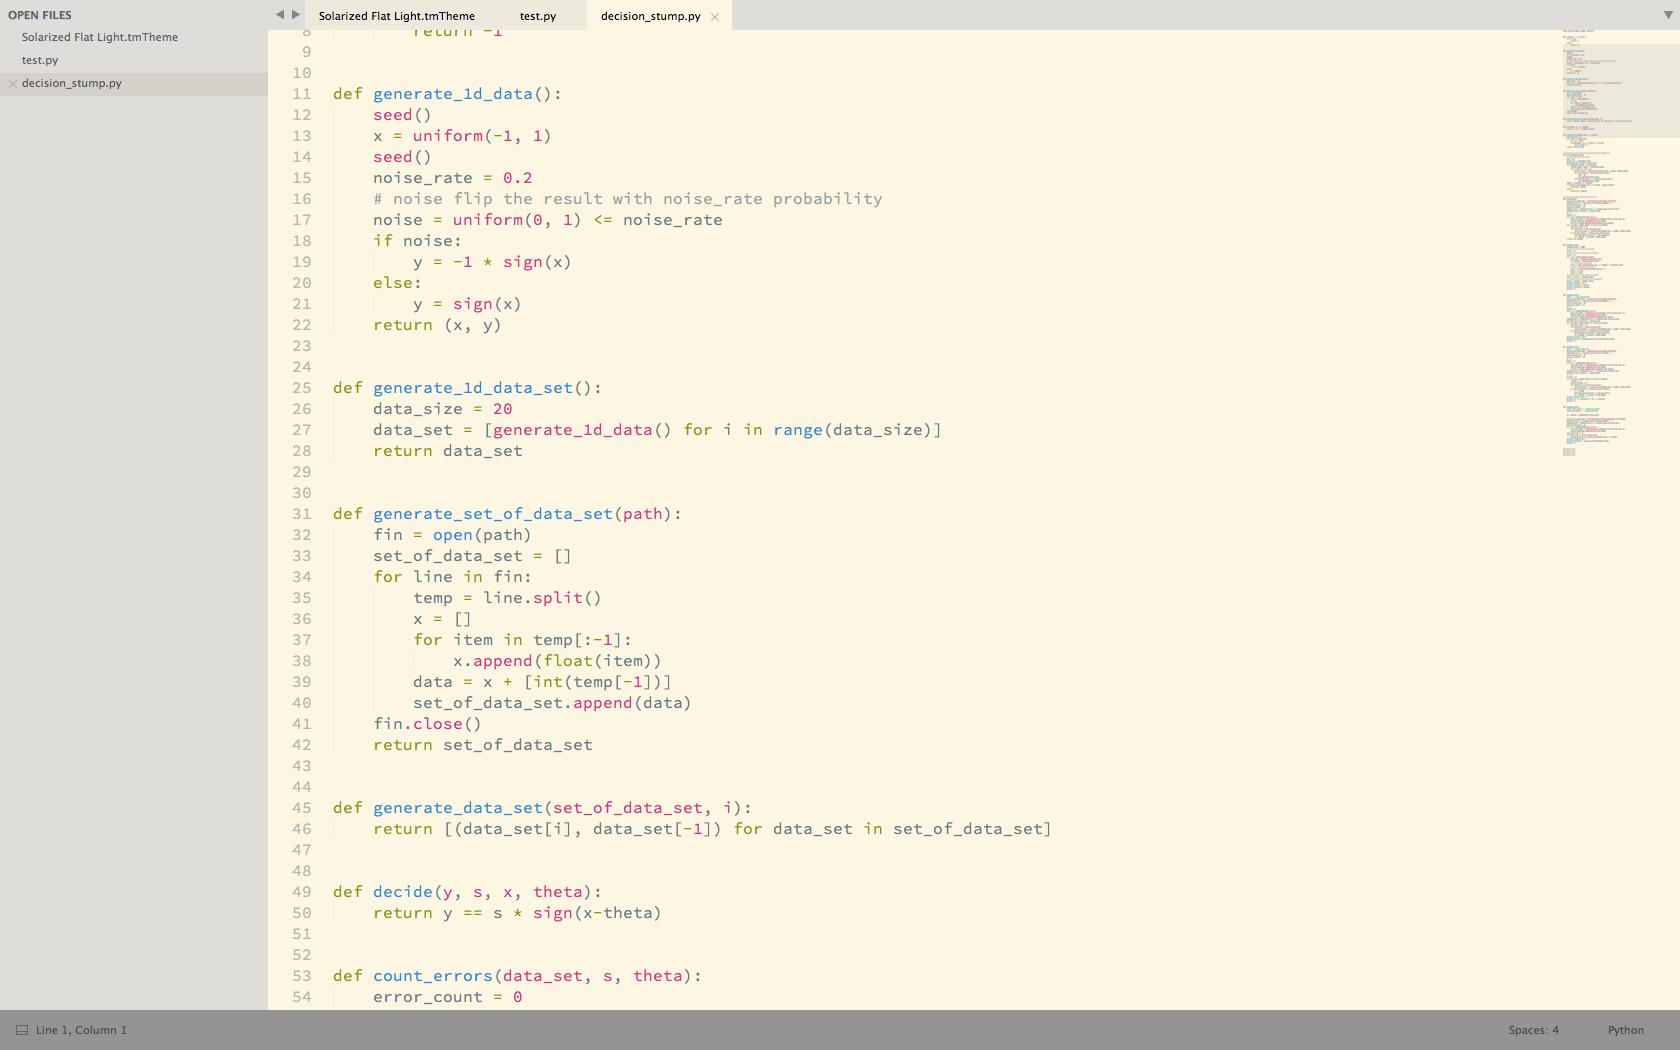 OPEN FILES
Solarized Flat Light.tmTheme
test.py
decision_stump.py
Solarized Flat Light.tmTheme
test.py
decision_stump.py
8 return -1
9
10
11 def generate_1d_data():
12 seed()
13 x = uniform(-1, 1)
14 seed()
15 noise_rate = 0.2
16 # noise flip the result with noise_rate probability
17 noise = uniform(0, 1) <= noise_rate
18 if noise:
19 y = -1 * sign(x)
20 else:
21 y = sign(x)
22 return (x, y)
23
24
25 def generate_1d_data_set():
26 data_size = 20
27 data_set = [generate_1d_data() for i in range(data_size)]
28 return data_set
29
30
31 def generate_set_of_data_set(path):
32 fin = open(path)
33 set_of_data_set = []
34 for line in fin:
35 temp = line.split()
36 x = []
37 for item in temp[:-1]:
38 x.append(float(item))
39 data = x + [int(temp[-1])]
40 set_of_data_set.append(data)
41 fin.close()
42 return set_of_data_set
43
44
45 def generate_data_set(set_of_data_set, i):
46 return [(data_set[i], data_set[-1]) for data_set in set_of_data_set]
47
48
49 def decide(y, s, x, theta):
50 return y == s * sign(x-theta)
51
52
53 def count_errors(data_set, s, theta):
54 error_count = 0
Line 1, Column 1
Spaces: 4
Python